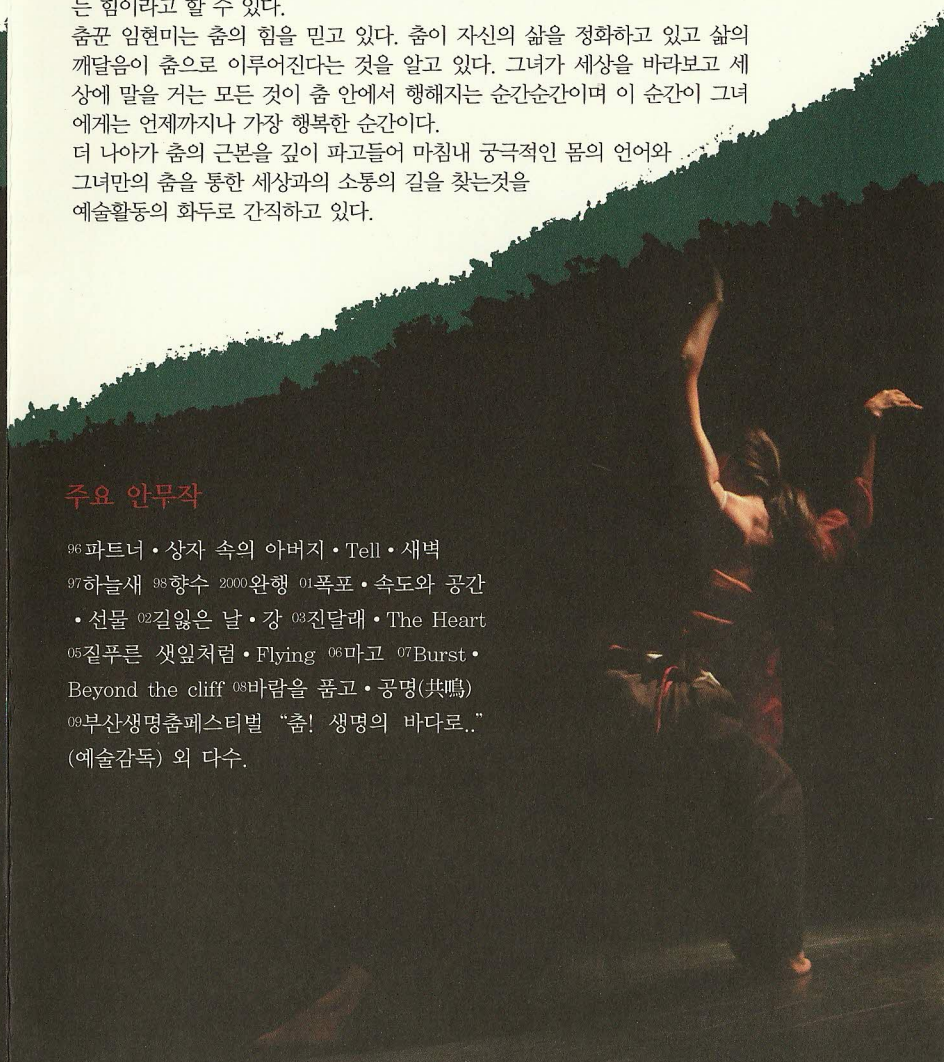 는 힘이라고 할 수 있다.
춤꾼 임현미는 춤의 힘을 믿고 있다. 춤이 자신의 삶을 정화하고 있고 삶의
깨달음이 춤으로 이루어진다는 것을 알고 있다. 그녀가 세상을 바라보고 세
상에 말을 거는 모든 것이 춤 안에서 행해지는 순간순간이며 이 순간이 그녀
에게는 언제까지나 가장 행복한 순간이다.
더 나아가 춤의 근본을 깊이 파고들어 마침내 궁극적인 몸의 언어와
그녀만의 춤을 통한 세상과의 소통의 길을 찾는것을
예술활동의 화두로 간직하고 있다.
주요 안무작
96파트너 • 상자 속의 아버지 • Tell • 새벽
97하늘새 98향수 2000완행 01폭포 • 속도와 공간
• 선물 02길잃은 날 • 강 03진달래 • The Heart
05짙푸른 샛잎처럼 • Flying 06마고 07Burst •
Beyond the cliff 08바람을 품고 • 공명(共鳴)
09부산생명춤페스티벌 “춤! 생명의 바다로..”
(예술감독) 외 다수.